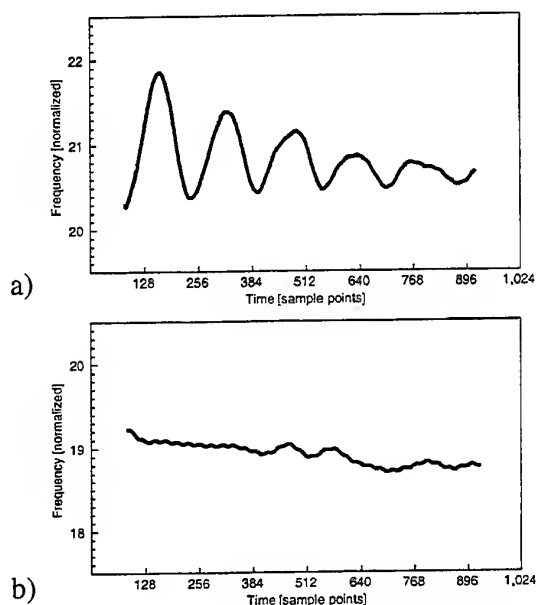 22
21
20
Frequency [normalized]
128 256 384 512 640 768 896 1,024
Time [sample points]
a)
20
19
18
Frequency [normalized]
128 256 384 512 640 768 896 1,024
Time [sample points]
b)